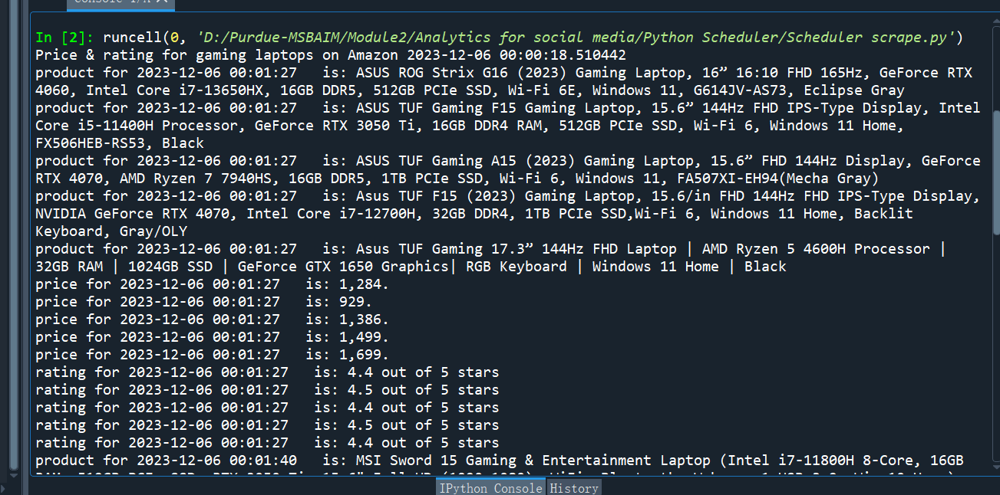 Console 1/A X
In [2]: runcell(0, 'D:/Purdue-MSBAIM/Module2/Analytics for social media/Python Scheduler/Scheduler scrape.py')
Price & rating for gaming laptops on Amazon 2023-12-06 00:00:18.510442
product for 2023-12-06 00:01:27   is: ASUS ROG Strix G16 (2023) Gaming Laptop, 16” 16:10 FHD 165Hz, GeForce RTX
4060, Intel Core i7-13650HX, 16GB DDR5, 512GB PCIe SSD, Wi-Fi 6E, Windows 11, G614JV-AS73, Eclipse Gray
product for 2023-12-06 00:01:27   is: ASUS TUF Gaming F15 Gaming Laptop, 15.6” 144Hz FHD IPS-Type Display, Intel
Core i5-11400H Processor, GeForce RTX 3050 Ti, 16GB DDR4 RAM, 512GB PCIe SSD, Wi-Fi 6, Windows 11 Home,
FX506HEB-RS53, Black
product for 2023-12-06 00:01:27   is: ASUS TUF Gaming A15 (2023) Gaming Laptop, 15.6” FHD 144Hz Display, GeForce
RTX 4070, AMD Ryzen 7 7940HS, 16GB DDR5, 1TB PCIe SSD, Wi-Fi 6, Windows 11, FA507XI-EH94(Mecha Gray)
product for 2023-12-06 00:01:27   is: Asus TUF F15 (2023) Gaming Laptop, 15.6/in FHD 144Hz FHD IPS-Type Display,
NVIDIA GeForce RTX 4070, Intel Core i7-12700H, 32GB DDR4, 1TB PCIe SSD,Wi-Fi 6, Windows 11 Home, Backlit
Keyboard, Gray/OLY
product for 2023-12-06 00:01:27   is: Asus TUF Gaming 17.3” 144Hz FHD Laptop | AMD Ryzen 5 4600H Processor |
32GB RAM | 1024GB SSD | GeForce GTX 1650 Graphics| RGB Keyboard | Windows 11 Home | Black
price for 2023-12-06 00:01:27   is: 1,284.
price for 2023-12-06 00:01:27   is: 929.
price for 2023-12-06 00:01:27   is: 1,386.
price for 2023-12-06 00:01:27   is: 1,499.
price for 2023-12-06 00:01:27   is: 1,699.
rating for 2023-12-06 00:01:27   is: 4.4 out of 5 stars
rating for 2023-12-06 00:01:27   is: 4.5 out of 5 stars
rating for 2023-12-06 00:01:27   is: 4.4 out of 5 stars
rating for 2023-12-06 00:01:27   is: 4.5 out of 5 stars
rating for 2023-12-06 00:01:27   is: 4.4 out of 5 stars
product for 2023-12-06 00:01:40   is: MSI Sword 15 Gaming & Entertainment Laptop (Intel i7-11800H 8-Core, 16GB
IPython Console History